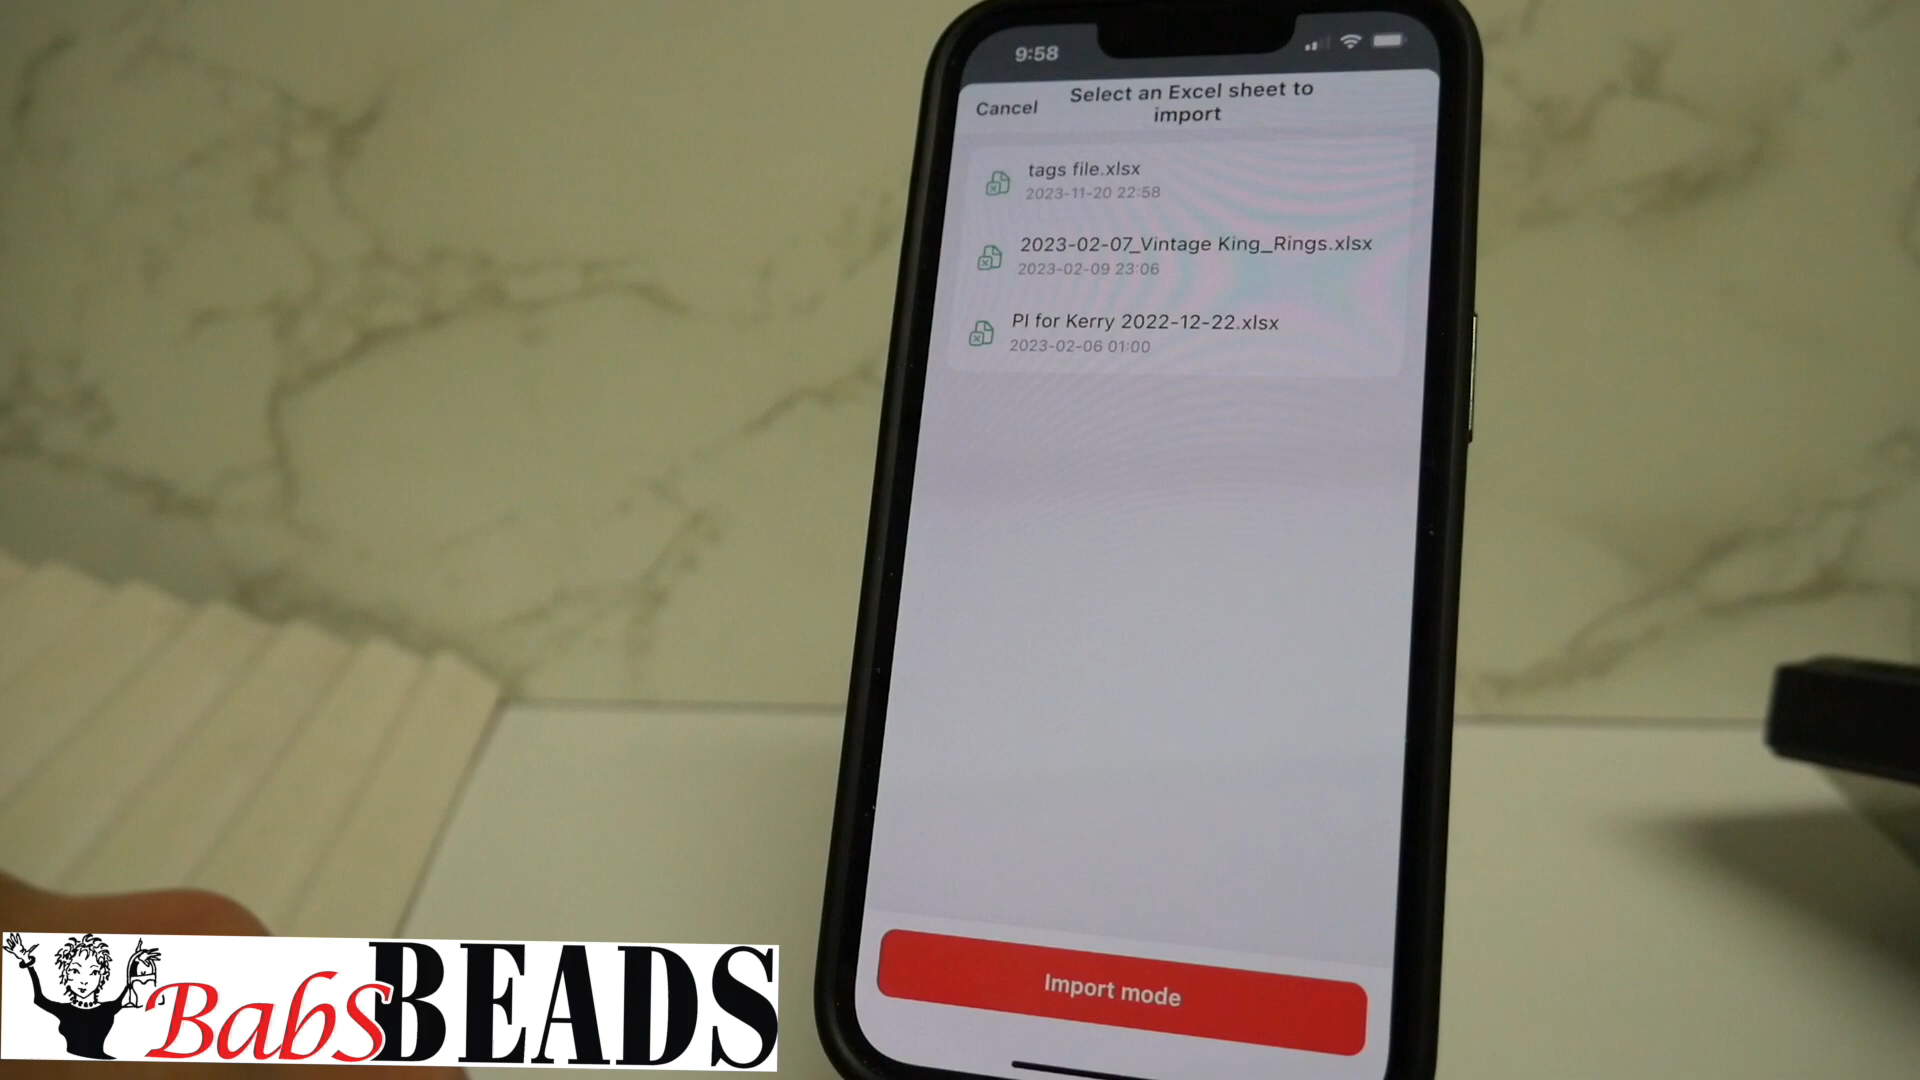 9:58
Cancel
Select an Excel sheet to
import
tags file.xlsx
2023-11-20 22:58
2023-02-07_Vintage King_Rings.xlsx
2023-02-09 23:06
PI for Kerry 2022-12-22.xlsx
2023-02-06 01:00
Import mode
BabsBEADS